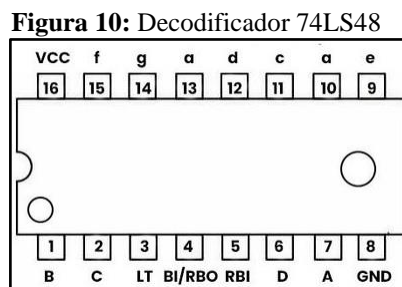 Figura 10: Decodificador 74LS48
VCC f g a d c a e
16 15 14 13 12 11 10 9
1 2 3 4 5 6 7 8
B C LT BI/RBO RBI D A GND